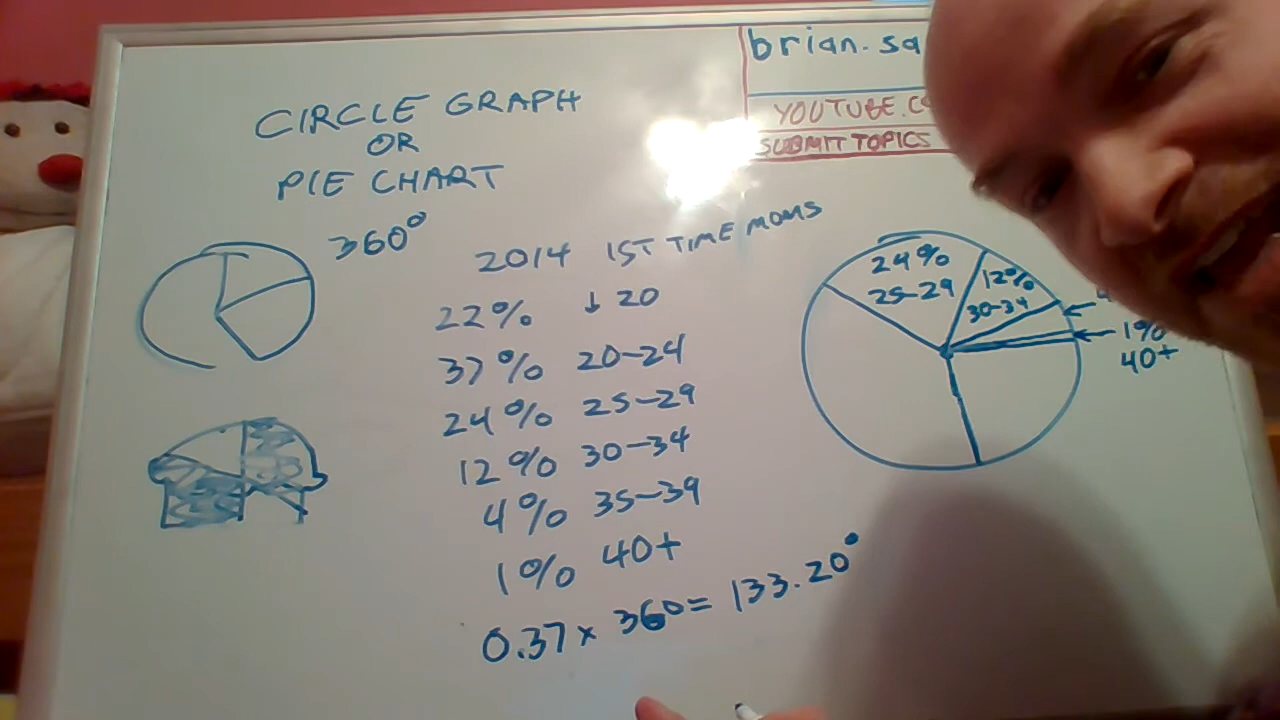 CIRCLE GRAPH
OR
PIE CHART
360°
2014 1ST TIME MOMS
22% ↓ 20
37% 20-24
24% 25-29
12% 30-34
4% 35-39
1% 40+
0.37 x 360 = 133.20°
brian.sa
YOUTUBE.C
SUBMIT TOPICS
24%
25-29
12%
30-34
4
1%
40+